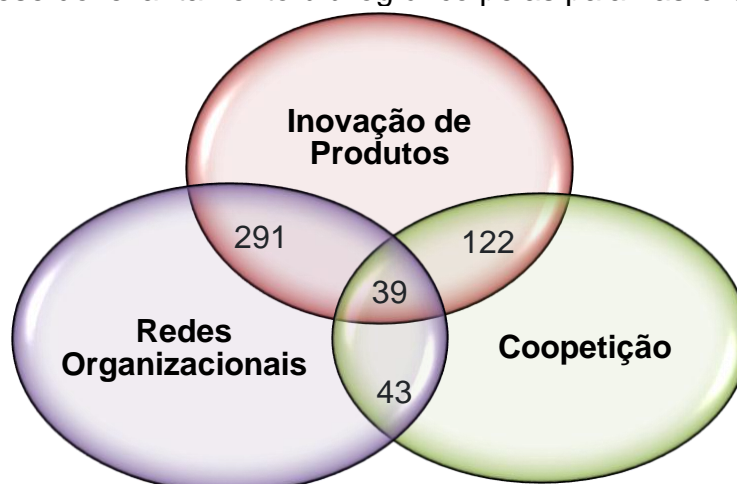 Inovação de
Produtos
291
122
39
Redes
Organizacionais
Coopetição
43